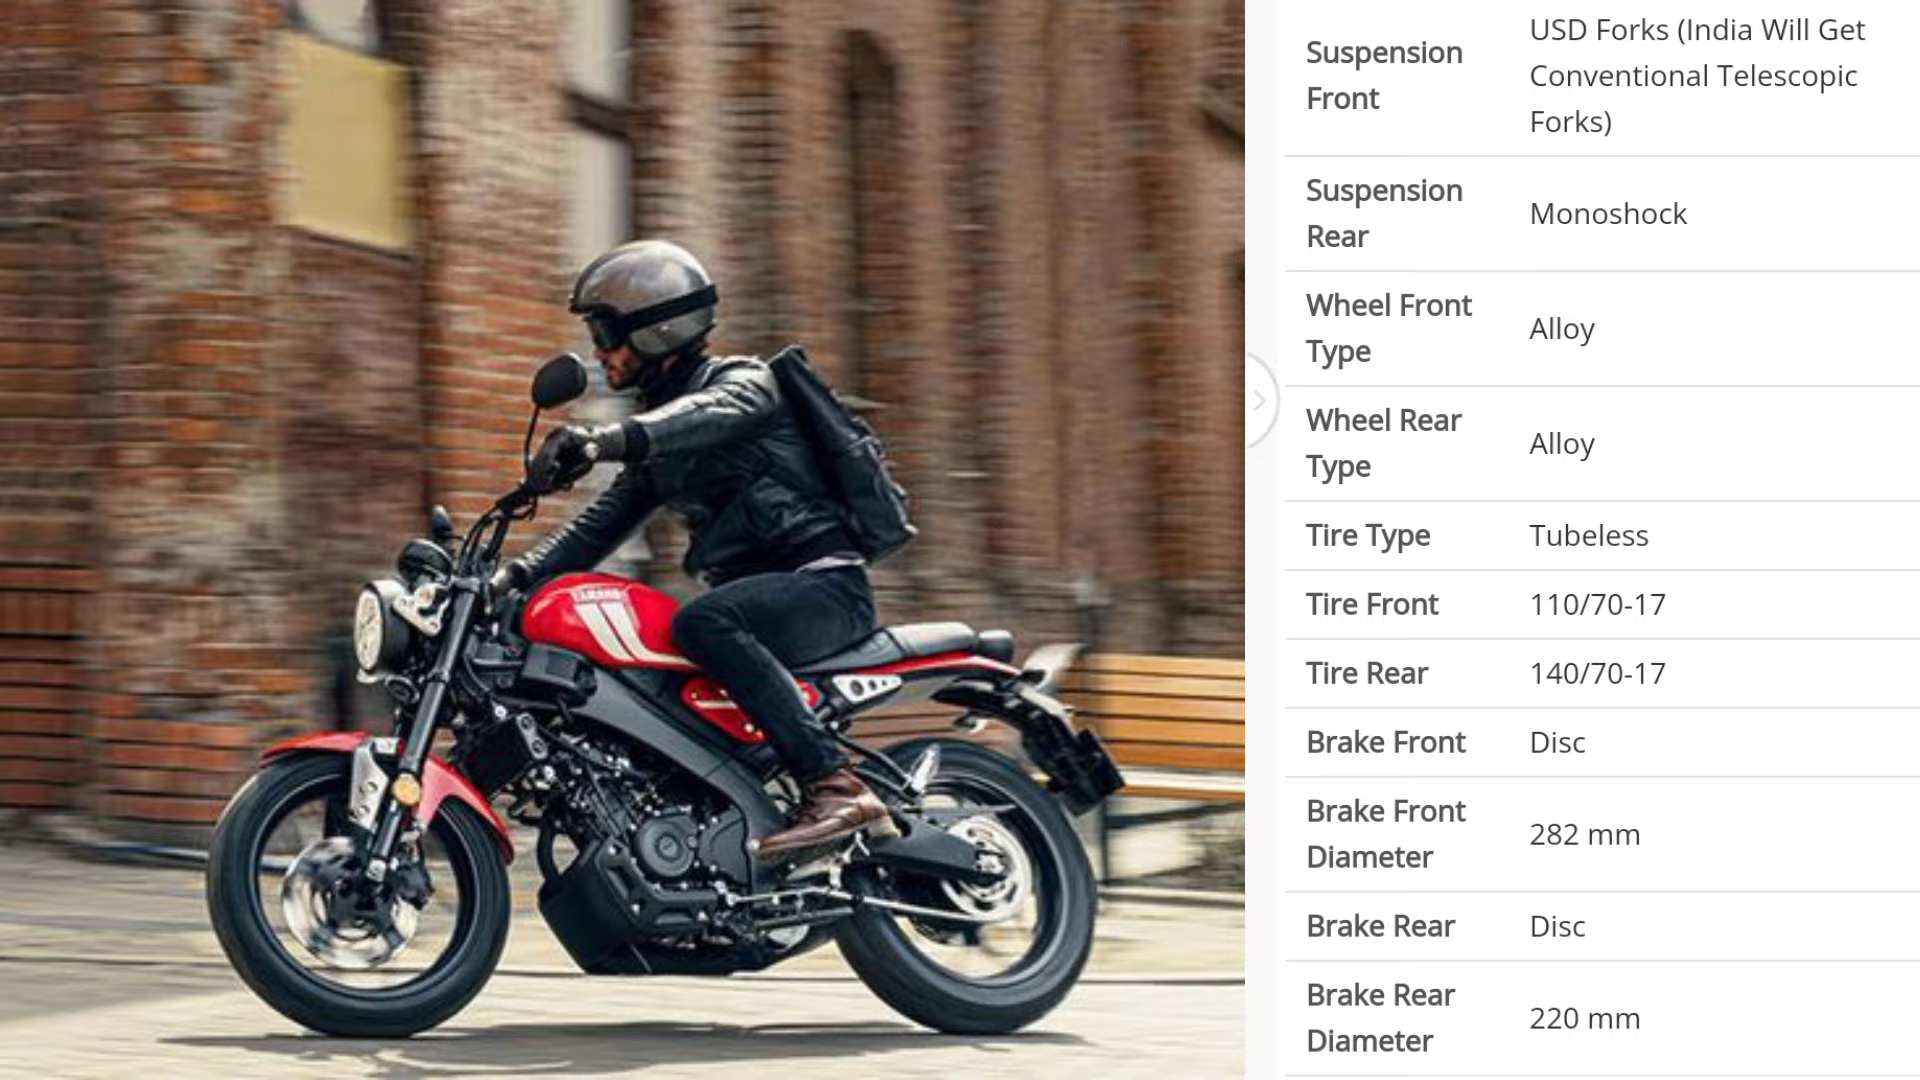 YAMAHA
Suspension
Front
USD Forks (India Will Get
Conventional Telescopic
Forks)
Suspension
Rear
Monoshock
Wheel Front
Type
Alloy
Wheel Rear
Type
Alloy
Tire Type
Tubeless
Tire Front
110/70-17
Tire Rear
140/70-17
Brake Front
Disc
Brake Front
Diameter
282 mm
Brake Rear
Disc
Brake Rear
Diameter
220 mm